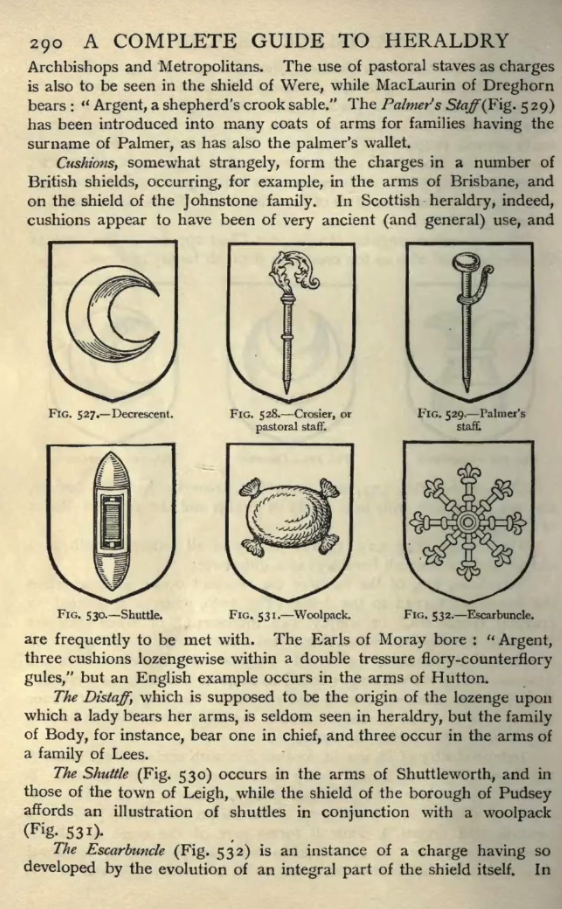 290 A COMPLETE GUIDE TO HERALDRY
Archbishops and Metropolitans. The use of pastoral staves as charges
is also to be seen in the shield of Were, while MacLaurin of Dreghorn
bears : “Argent, a shepherd's crook sable.” The Palmer's Staff (Fig. 529)
has been introduced into many coats of arms for families having the
surname of Palmer, as has also the palmer's wallet.
Cushions, somewhat strangely, form the charges in a number of
British shields, occurring, for example, in the arms of Brisbane, and
on the shield of the Johnstone family. In Scottish heraldry, indeed,
cushions appear to have been of very ancient (and general) use, and
FIG. 527.—Decrescent.
FIG. 528.—Crosier, or
pastoral staff.
FIG. 529.—Palmer's
staff.
FIG. 530.—Shuttle.
FIG. 531.—Woolpack.
FIG. 532.—Escarbuncle.
are frequently to be met with. The Earls of Moray bore : “Argent,
three cushions lozengewise within a double tressure flory-counterflory
gules,” but an English example occurs in the arms of Hutton.
The Distaff, which is supposed to be the origin of the lozenge upon
which a lady bears her arms, is seldom seen in heraldry, but the family
of Body, for instance, bear one in chief, and three occur in the arms of
a family of Lees.
The Shuttle (Fig. 530) occurs in the arms of Shuttleworth, and in
those of the town of Leigh, while the shield of the borough of Pudsey
affords an illustration of shuttles in conjunction with a woolpack
(Fig. 531).
The Escarbuncle (Fig. 532) is an instance of a charge having so
developed by the evolution of an integral part of the shield itself. In